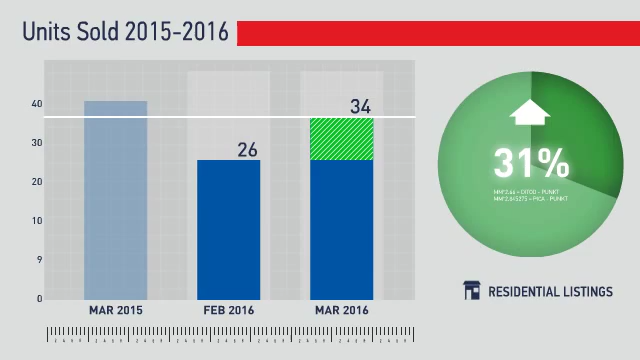 Units Sold 2015-2016
40
30
20
10
9
0
26
34
MAR 2015
FEB 2016
MAR 2016
31%
RESIDENTIAL LISTINGS